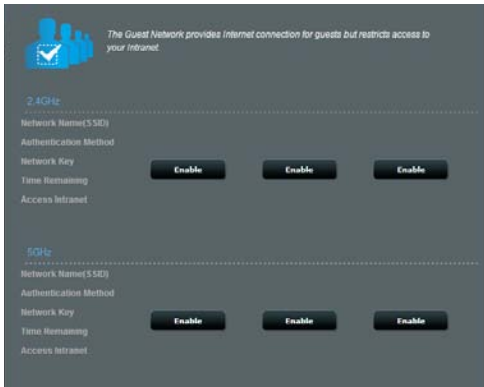 The Guest Network provides Internet connection for guests but restricts access to
your Intranet.
2.4GHz
Network Name(SSID)
Authentication Method
Network Key
Enable Enable Enable
Time Remaining
Access Intranet
5GHz
Network Name(SSID)
Authentication Method
Network Key
Enable Enable Enable
Time Remaining
Access Intranet